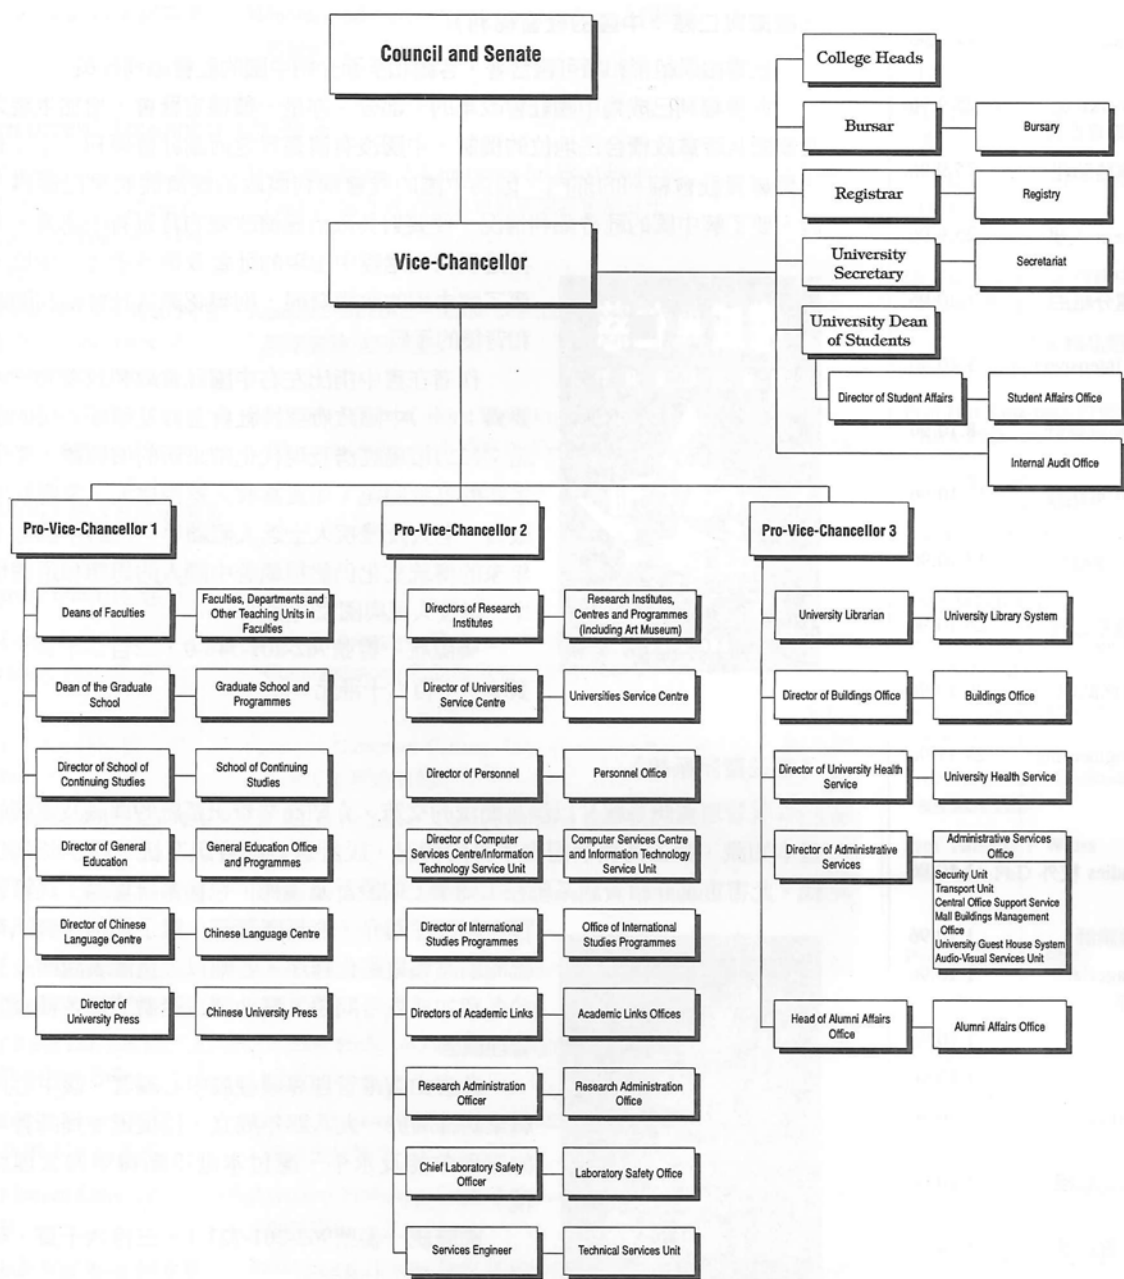 Council and Senate
Vice-Chancellor
College Heads
Bursar
Bursary
Registrar
Registry
University
Secretary
Secretariat
University Dean
of Students
Director of Student Affairs
Student Affairs Office
Internal Audit Office
Pro-Vice-Chancellor 1
Deans of Faculties
Faculties, Departments and
Other Teaching Units in
Faculties
Dean of the Graduate
School
Graduate School and
Programmes
Director of School of
Continuing Studies
School of Continuing
Studies
Director of General
Education
General Education Office
and Programmes
Director of Chinese
Language Centre
Chinese Language Centre
Director of
University Press
Chinese University Press
Pro-Vice-Chancellor 2
Directors of Research
Institutes
Research Institutes,
Centres and Programmes
(Including Art Museum)
Director of Universities
Service Centre
Universities Service Centre
Director of Personnel
Personnel Office
Director of Computer
Services Centre/Information
Technology Service Unit
Computer Services Centre
and Information Technology
Service Unit
Director of International
Studies Programmes
Office of International
Studies Programmes
Directors of Academic Links
Academic Links Offices
Research Administration
Officer
Research Administration
Office
Chief Laboratory Safety
Officer
Laboratory Safety Office
Services Engineer
Technical Services Unit
Pro-Vice-Chancellor 3
University Librarian
University Library System
Director of Buildings Office
Buildings Office
Director of University Health
Service
University Health Service
Director of Administrative
Services
Administrative Services
Office
Security Unit
Transport Unit
Central Office Support Service
Mall Buildings Management
Office
University Guest House System
Audio-Visual Services Unit
Head of Alumni Affairs
Office
Alumni Affairs Office